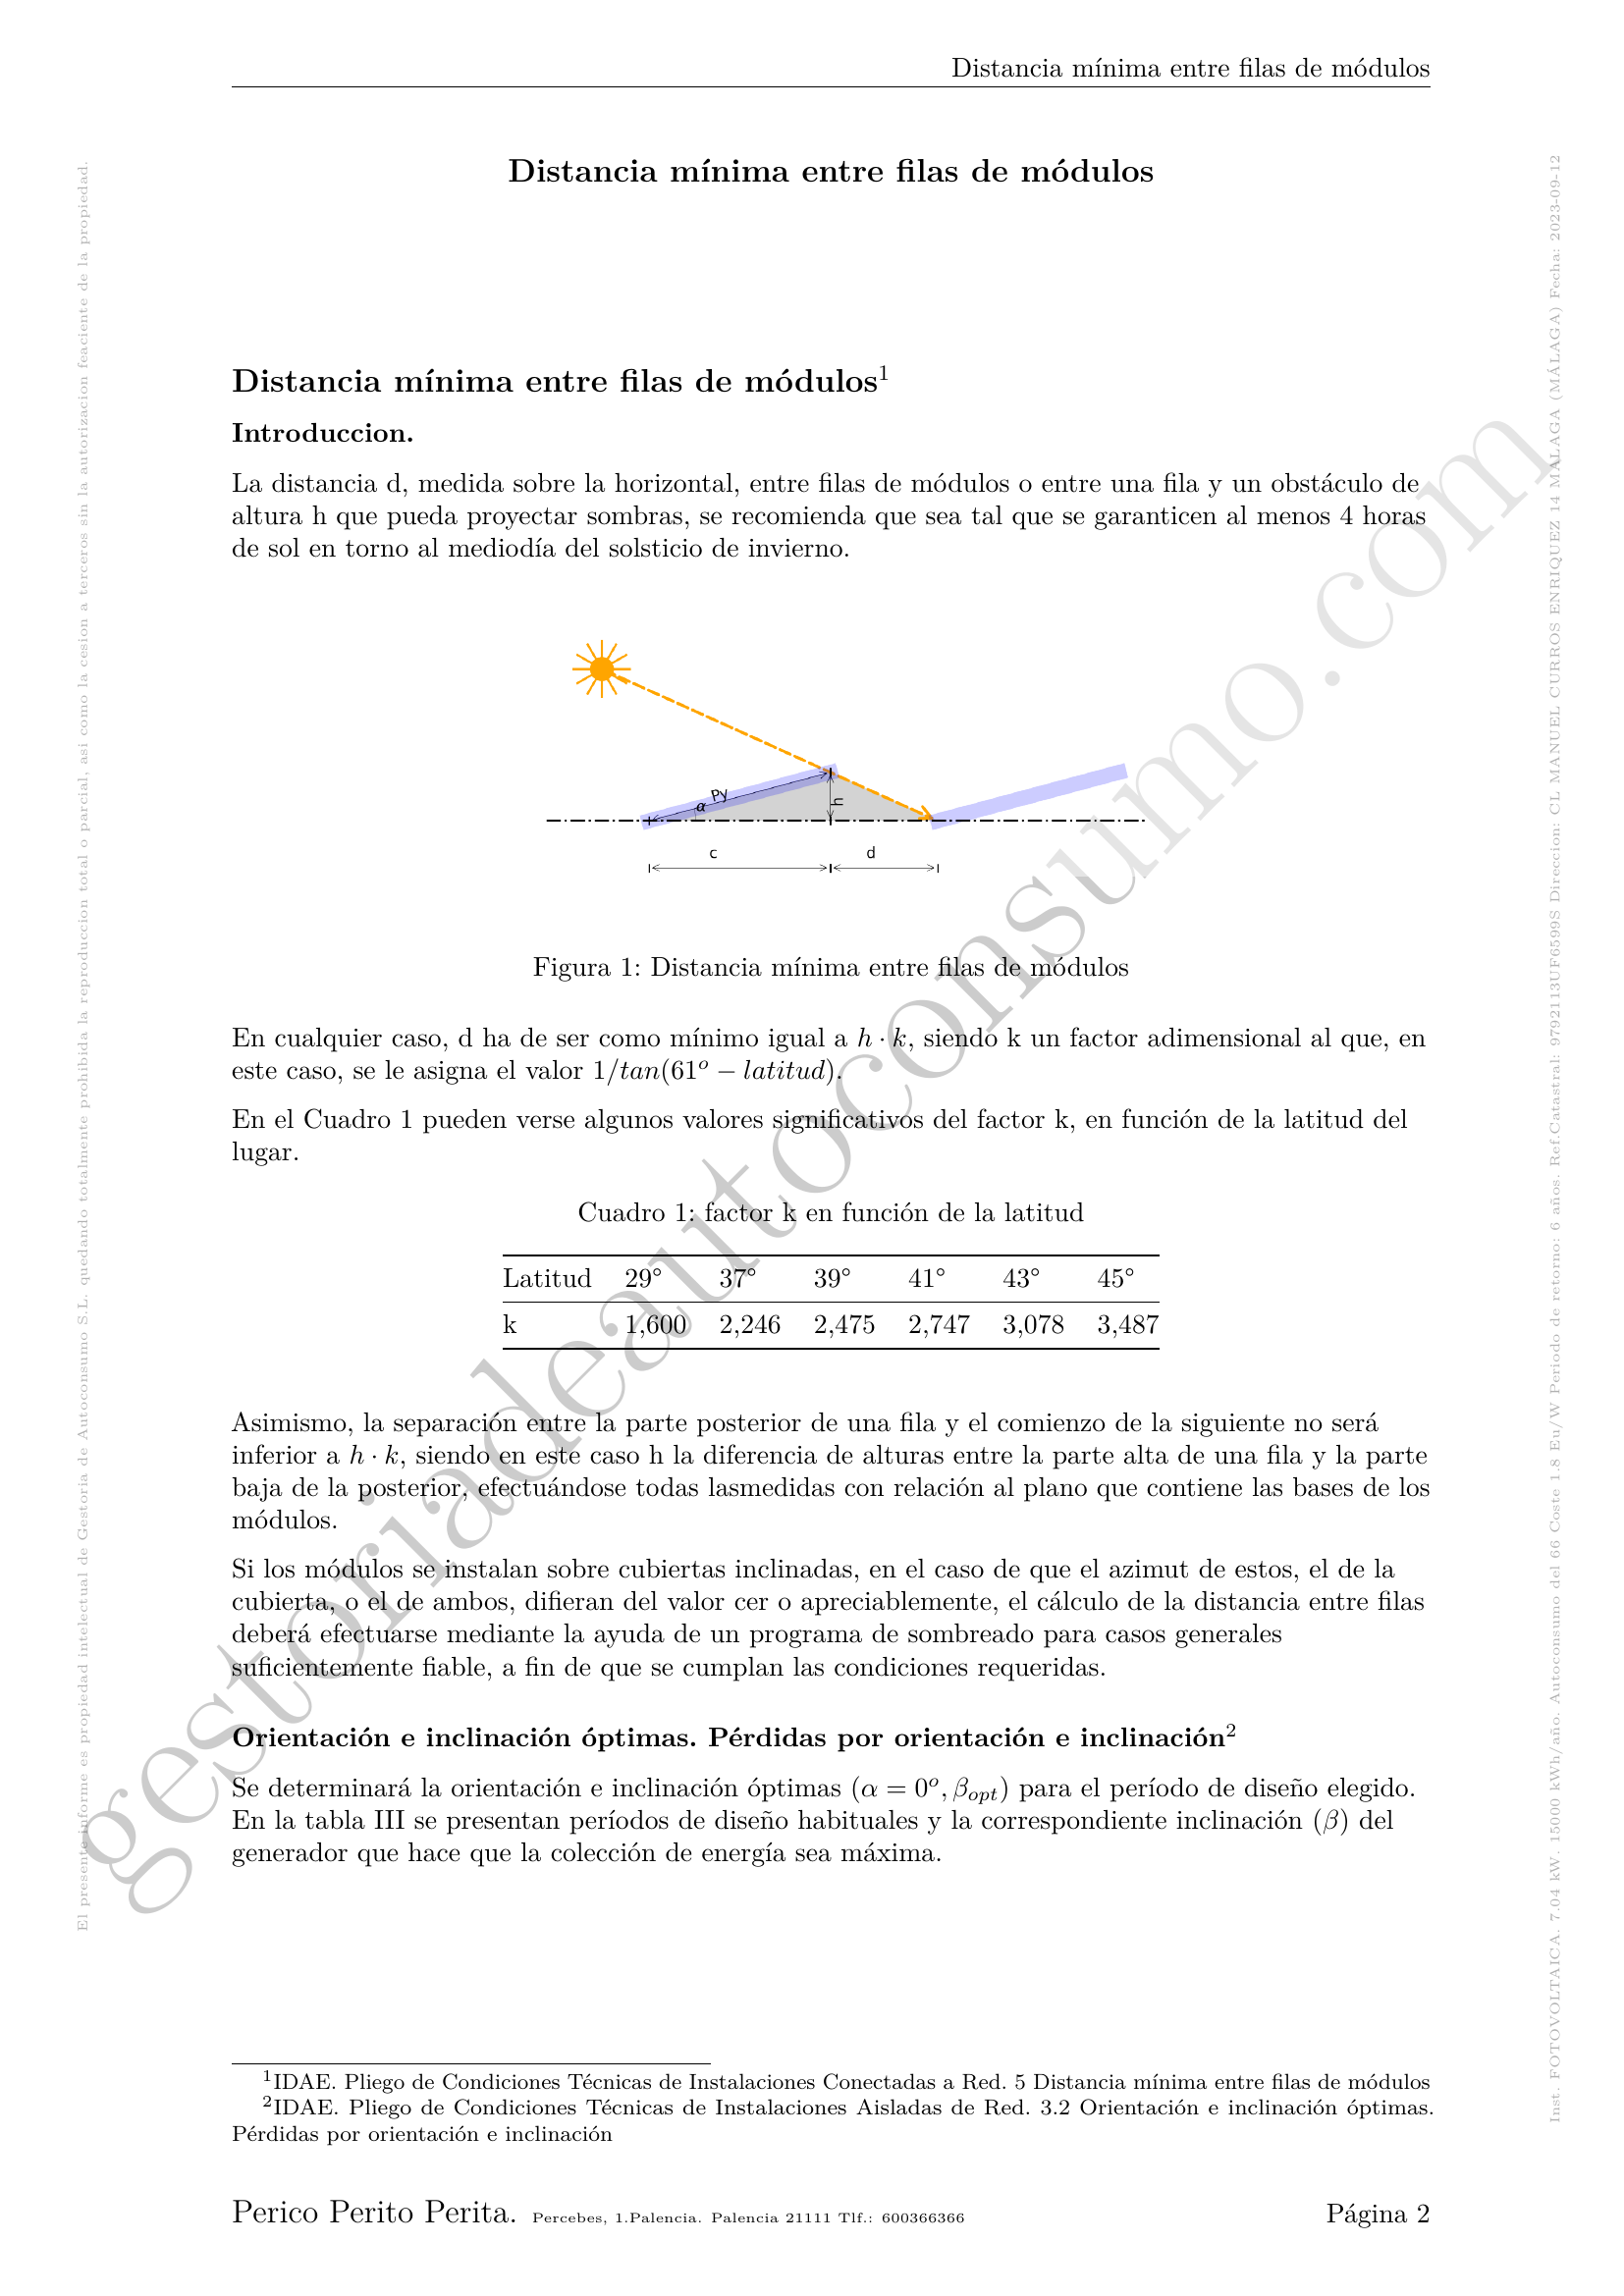 Distancia mínima entre filas de módulos
Distancia mínima entre filas de módulos
Distancia mínima entre filas de módulos¹
Introduccion.
La distancia d, medida sobre la horizontal, entre filas de módulos o entre una fila y un obstáculo de
altura h que pueda proyectar sombras, se recomienda que sea tal que se garanticen al menos 4 horas
de sol en torno al mediodía del solsticio de invierno.
Py
α
h
c
d
Figura 1: Distancia mínima entre filas de módulos
En cualquier caso, d ha de ser como mínimo igual a h · k, siendo k un factor adimensional al que, en
este caso, se le asigna el valor 1/tan(61º − latitud).
En el Cuadro 1 pueden verse algunos valores significativos del factor k, en función de la latitud del
lugar.
Cuadro 1: factor k en función de la latitud
Latitud 29° 37° 39° 41° 43° 45°
k 1,600 2,246 2,475 2,747 3,078 3,487
Asimismo, la separación entre la parte posterior de una fila y el comienzo de la siguiente no será
inferior a h · k, siendo en este caso h la diferencia de alturas entre la parte alta de una fila y la parte
baja de la posterior, efectuándose todas lasmedidas con relación al plano que contiene las bases de los
módulos.
Si los módulos se instalan sobre cubiertas inclinadas, en el caso de que el azimut de estos, el de la
cubierta, o el de ambos, difieran del valor cer o apreciablemente, el cálculo de la distancia entre filas
deberá efectuarse mediante la ayuda de un programa de sombreado para casos generales
suficientemente fiable, a fin de que se cumplan las condiciones requeridas.
Orientación e inclinación óptimas. Pérdidas por orientación e inclinación²
Se determinará la orientación e inclinación óptimas (α = 0º, βopt) para el período de diseño elegido.
En la tabla III se presentan períodos de diseño habituales y la correspondiente inclinación (β) del
generador que hace que la colección de energía sea máxima.
¹IDAE. Pliego de Condiciones Técnicas de Instalaciones Conectadas a Red. 5 Distancia mínima entre filas de módulos
²IDAE. Pliego de Condiciones Técnicas de Instalaciones Aisladas de Red. 3.2 Orientación e inclinación óptimas.
Pérdidas por orientación e inclinación
Perico Perito Perita. Percebes, 1.Palencia. Palencia 21111 Tlf.: 600366366
Página 2
El presente informe es propiedad intelectual de Gestoria de Autoconsumo S.L. quedando totalmente prohibida la reproduccion total o parcial, asi como la cesion a terceros sin la autorizacion feaciente de la propiedad.
Inst. FOTOVOLTAICA. 7.04 kW. 15000 kWh/año. Autoconsumo del 66 Coste 1.8 Eu/W Periodo de retorno: 6 años. Ref.Catastral: 9792113UF6599S Direccion: CL MANUEL CURROS ENRIQUEZ 14 MALAGA (MÁLAGA) Fecha: 2023-09-12
gestoriadeautoconsumo.com